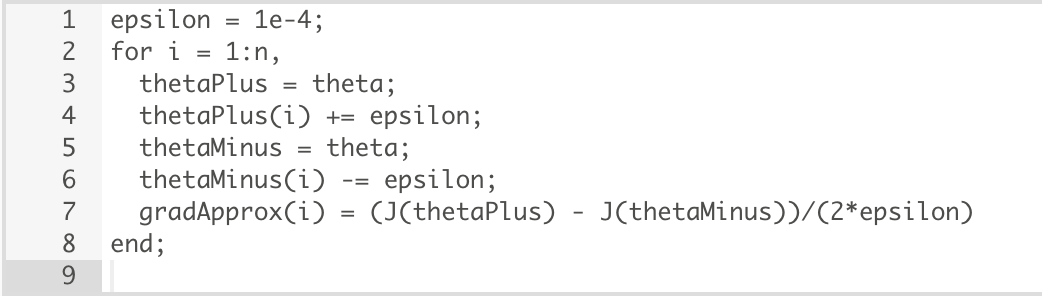 1 epsilon = 1e-4;
2 for i = 1:n,
3   thetaPlus = theta;
4   thetaPlus(i) += epsilon;
5   thetaMinus = theta;
6   thetaMinus(i) -= epsilon;
7   gradApprox(i) = (J(thetaPlus) - J(thetaMinus))/(2*epsilon)
8 end;
9